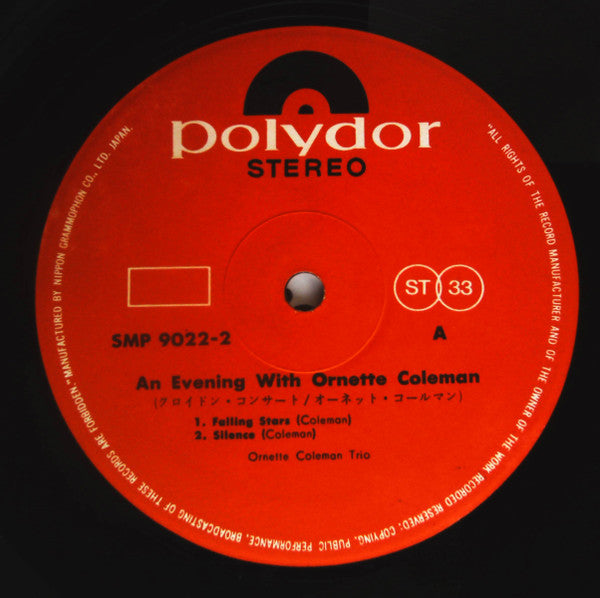 polydor
STEREO
ST 33
SMP 9022-2
A
An Evening With Ornette Coleman
(クロイドン・コンサート/オーネット・コールマン)
1. Falling Stars (Coleman)
2. Silence (Coleman)
Ornette Coleman Trio
"ALL RIGHTS OF THE RECORD MANUFACTURER AND OF THE OWNER OF THE WORK RECORDED RESERVED: COPYING, PUBLIC PERFORMANCE, BROADCASTING OF THESE RECORDS ARE FORBIDDEN." MANUFACTURED BY NIPPON GRAMMOPHON CO., LTD. JAPAN.